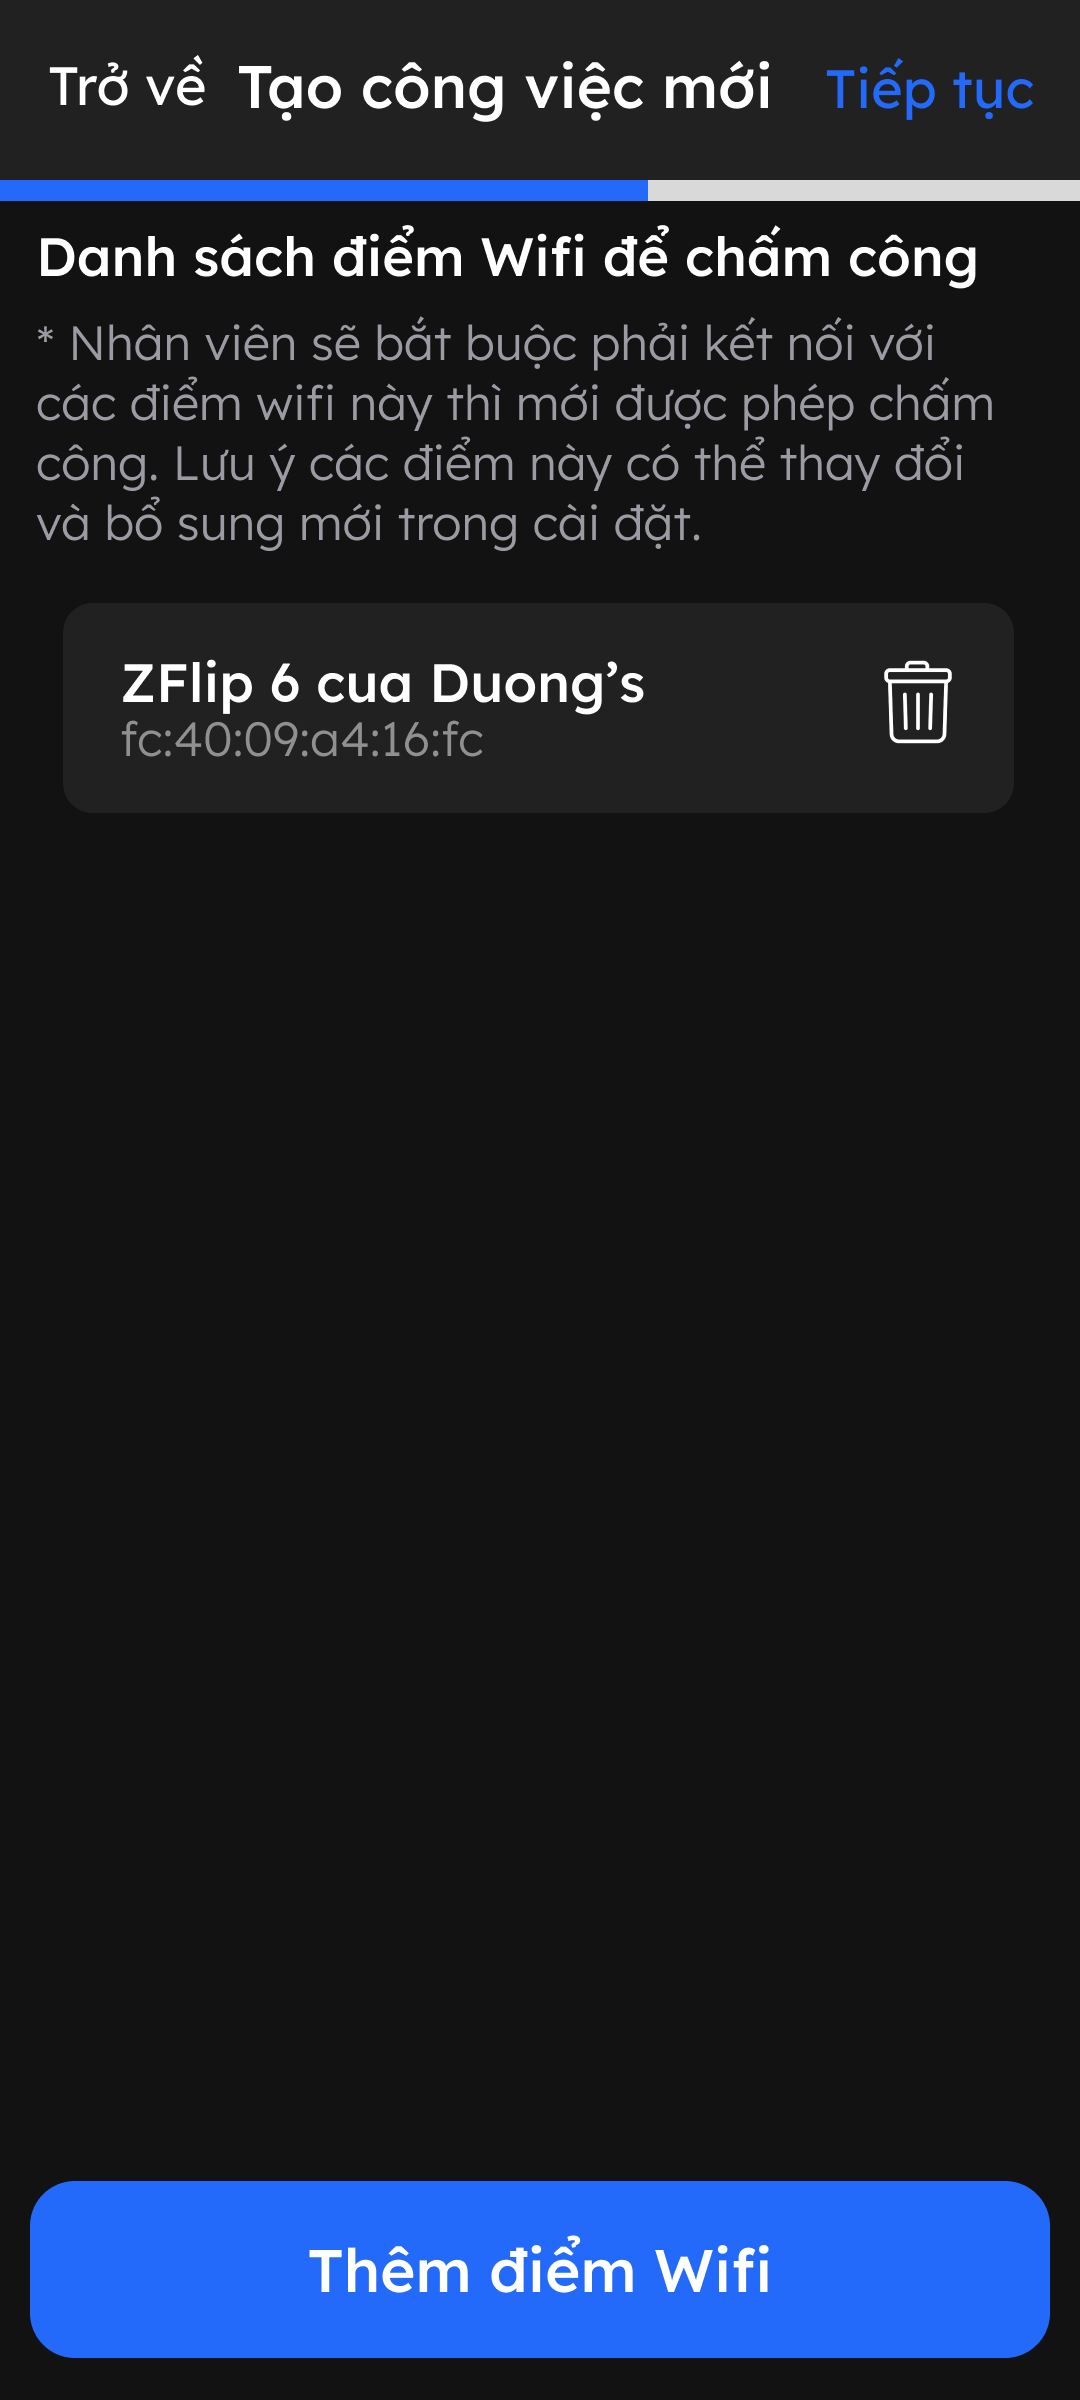 Trở về Tạo công việc mới Tiếp tục
Danh sách điểm Wifi để chấm công
* Nhân viên sẽ bắt buộc phải kết nối với
các điểm wifi này thì mới được phép chấm
công. Lưu ý các điểm này có thể thay đổi
và bổ sung mới trong cài đặt.
ZFlip 6 cua Duong’s
fc:40:09:a4:16:fc
Thêm điểm Wifi